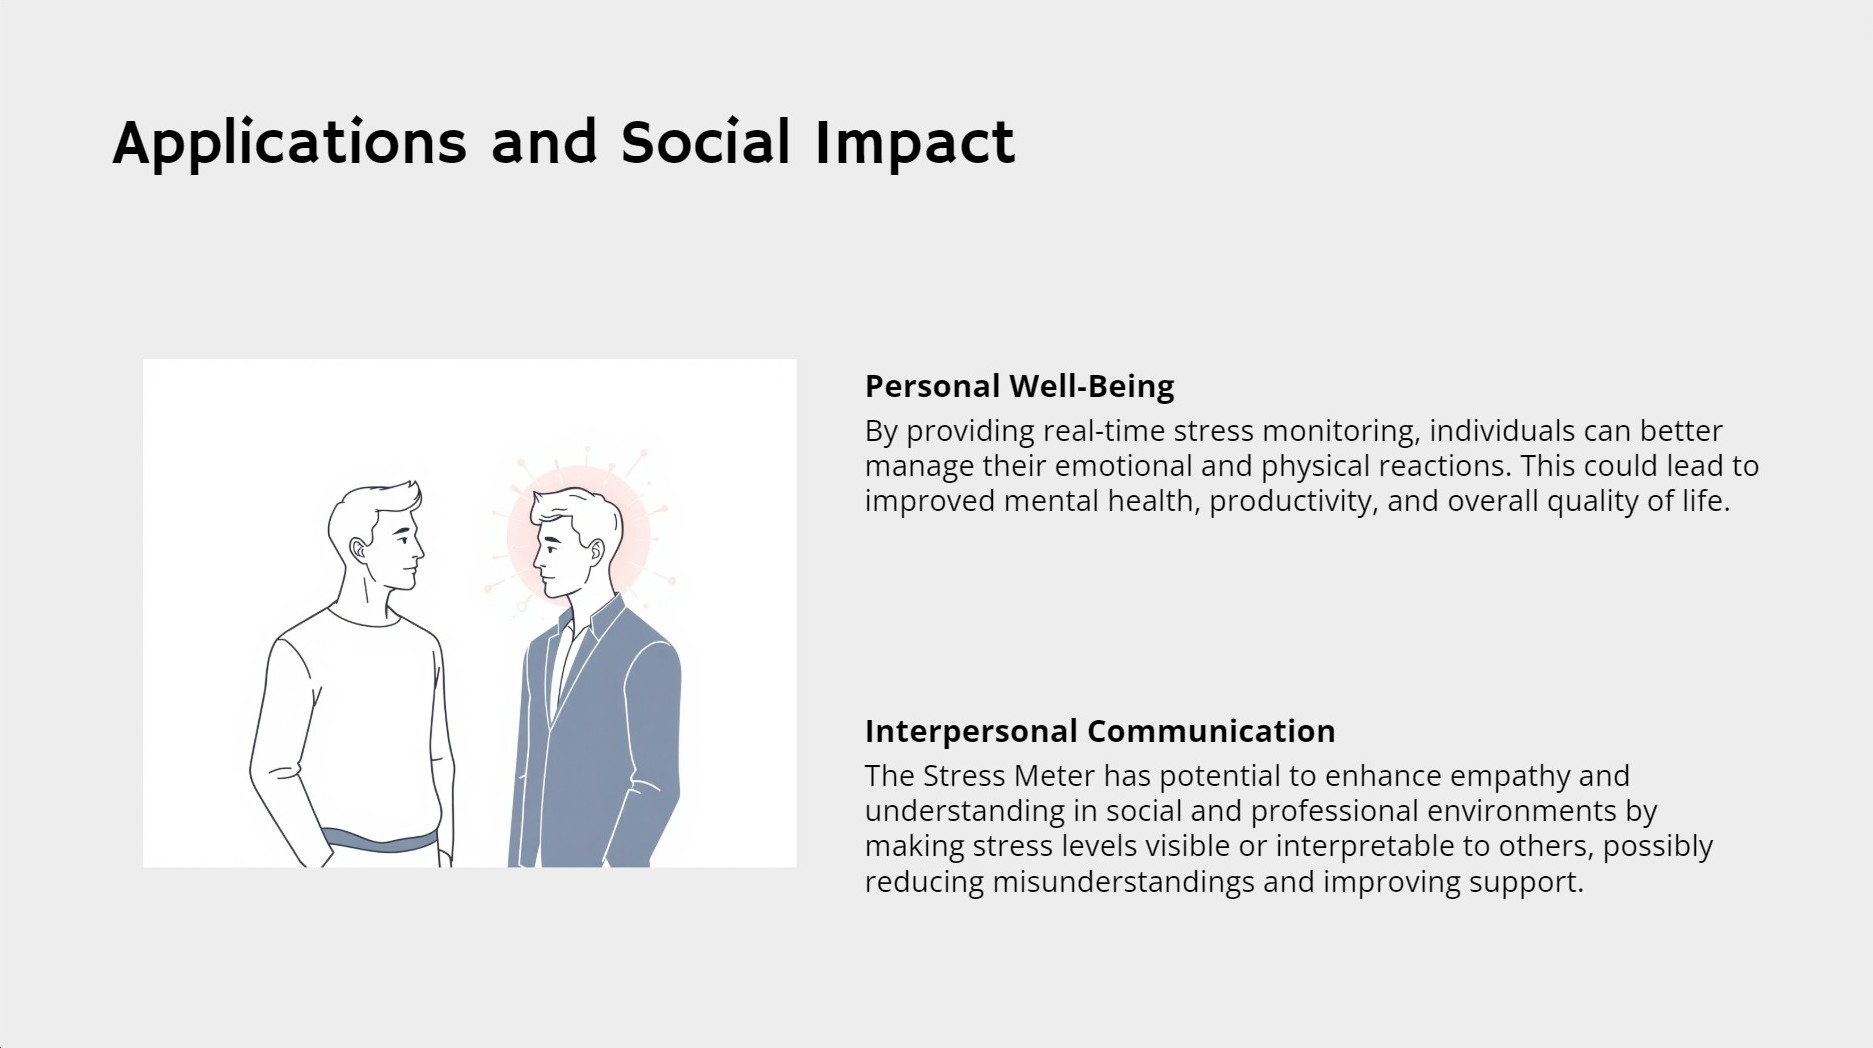 Applications and Social Impact
Personal Well-Being
By providing real-time stress monitoring, individuals can better
manage their emotional and physical reactions. This could lead to
improved mental health, productivity, and overall quality of life.
Interpersonal Communication
The Stress Meter has potential to enhance empathy and
understanding in social and professional environments by
making stress levels visible or interpretable to others, possibly
reducing misunderstandings and improving support.